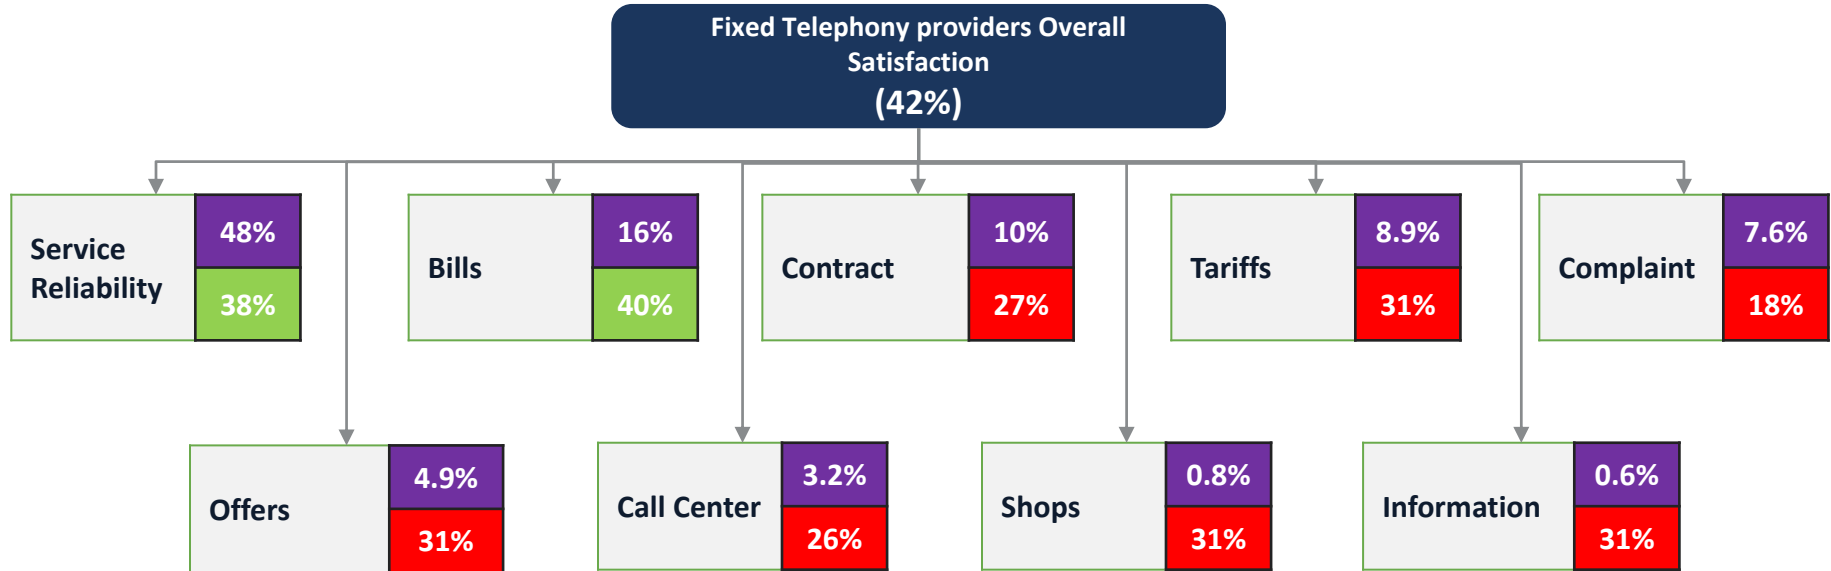 Fixed Telephony providers Overall
Satisfaction
(42%)
Service
Reliability
48%
38%
Bills
16%
40%
Contract
10%
27%
Tariffs
8.9%
31%
Complaint
7.6%
18%
Offers
4.9%
31%
Call Center
3.2%
26%
Shops
0.8%
31%
Information
0.6%
31%